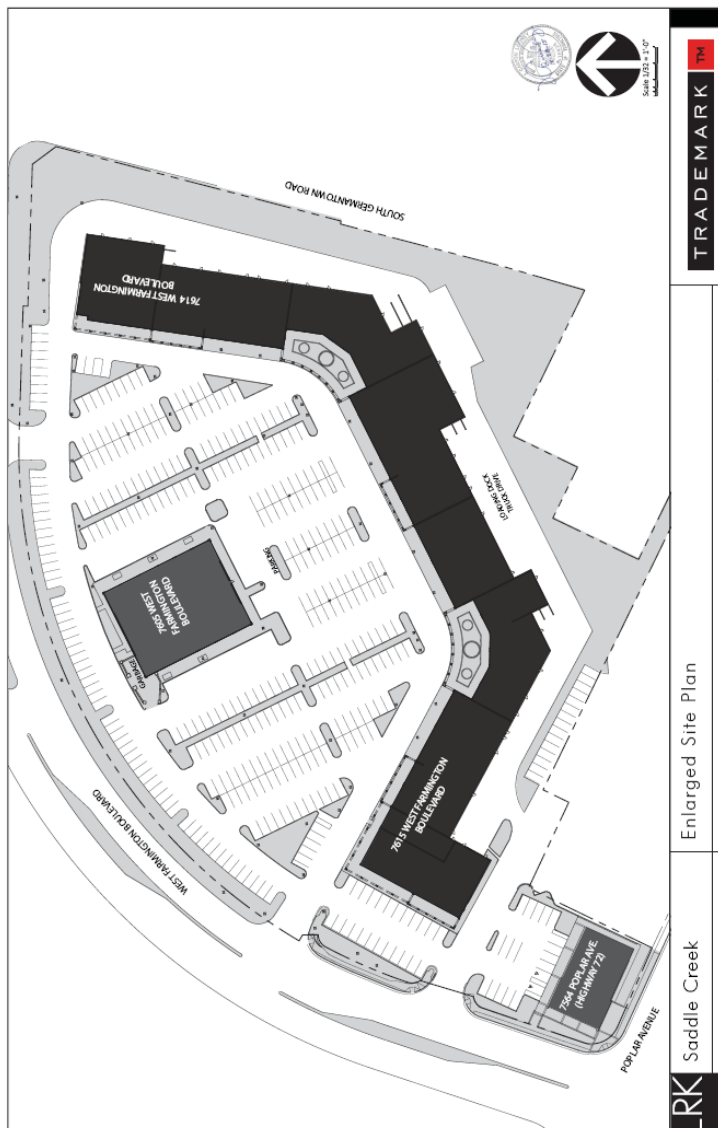 Scale 1/32 = 1'-0"
SOUTH GERMANTOWN ROAD
7614 WEST FARMINGTON
BOULEVARD
LOADING DOCK
TRUCK DRIVE
PARKING
7605 WEST
FARMINGTON
BOULEVARD
GARBAGE
WEST FARMINGTON BOULEVARD
7615 WEST FARMINGTON
BOULEVARD
7564 POPLAR AVE.
(HIGHWAY 72)
POPLAR AVENUE
LRK
Saddle Creek
Enlarged Site Plan
TRADEMARK TM